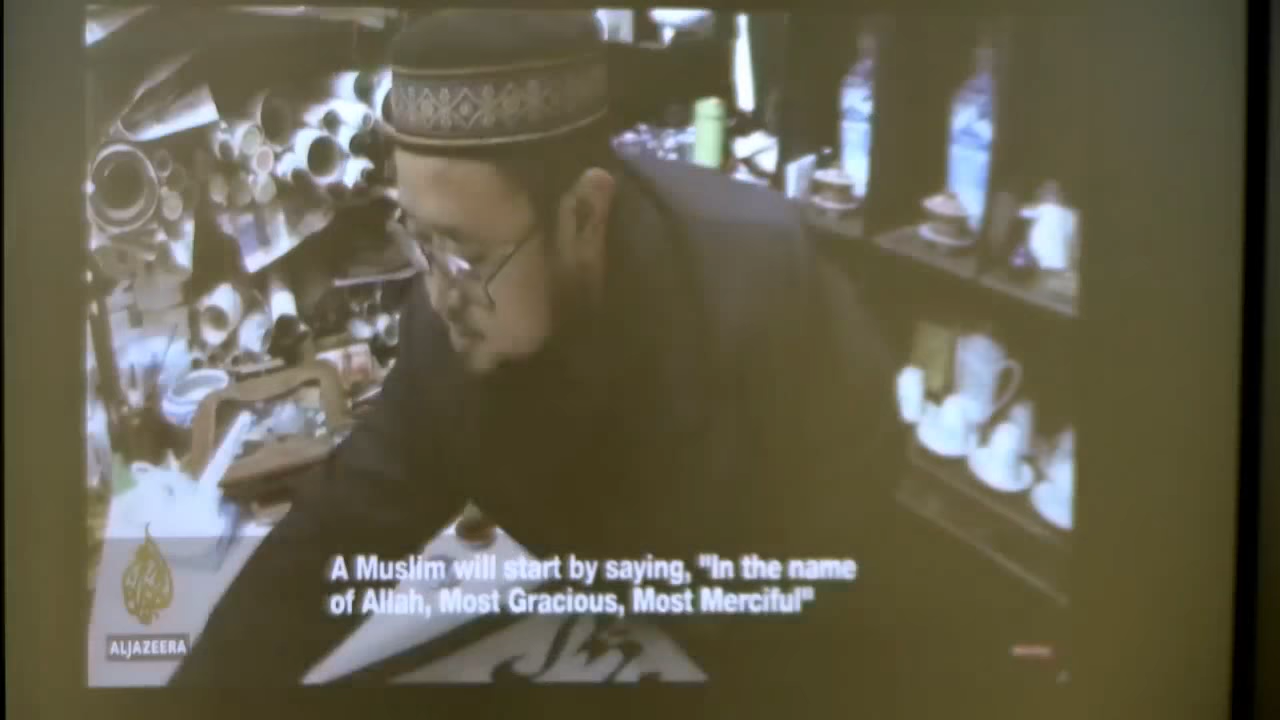 A Muslim will start by saying, "In the name
of Allah, Most Gracious, Most Merciful"
ALJAZEERA